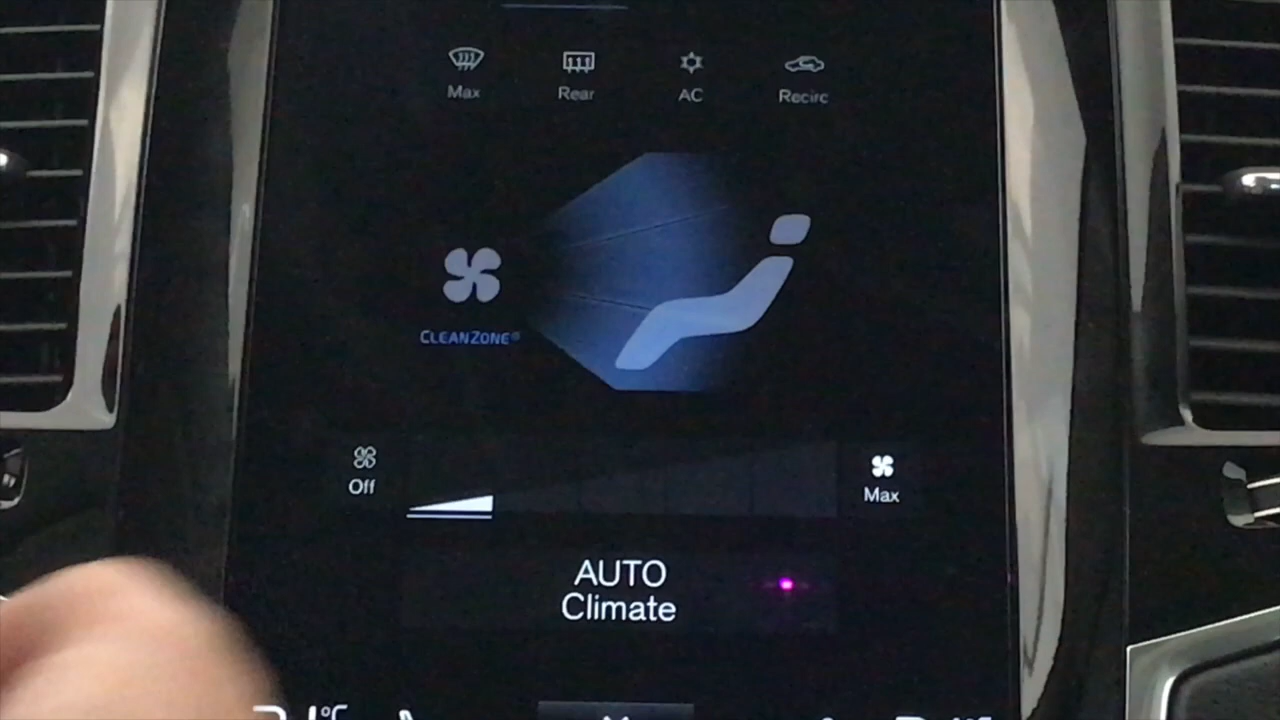 Max
Rear
AC
Recirc
CLEANZONE®
Off
Max
AUTO
Climate